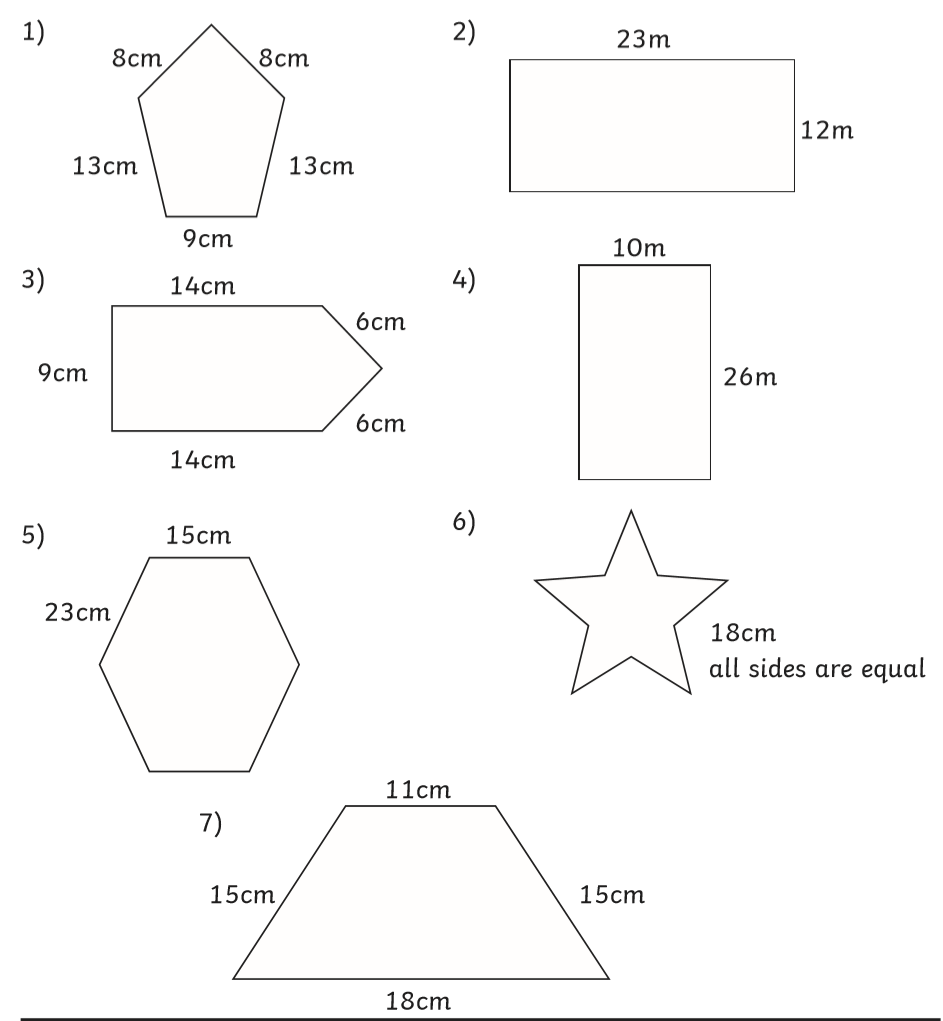 1)
8cm
8cm
13cm
13cm
9cm
2)
23m
12m
3)
14cm
6cm
9cm
6cm
14cm
4)
10m
26m
5)
15cm
23cm
6)
18cm
all sides are equal
7)
11cm
15cm
15cm
18cm